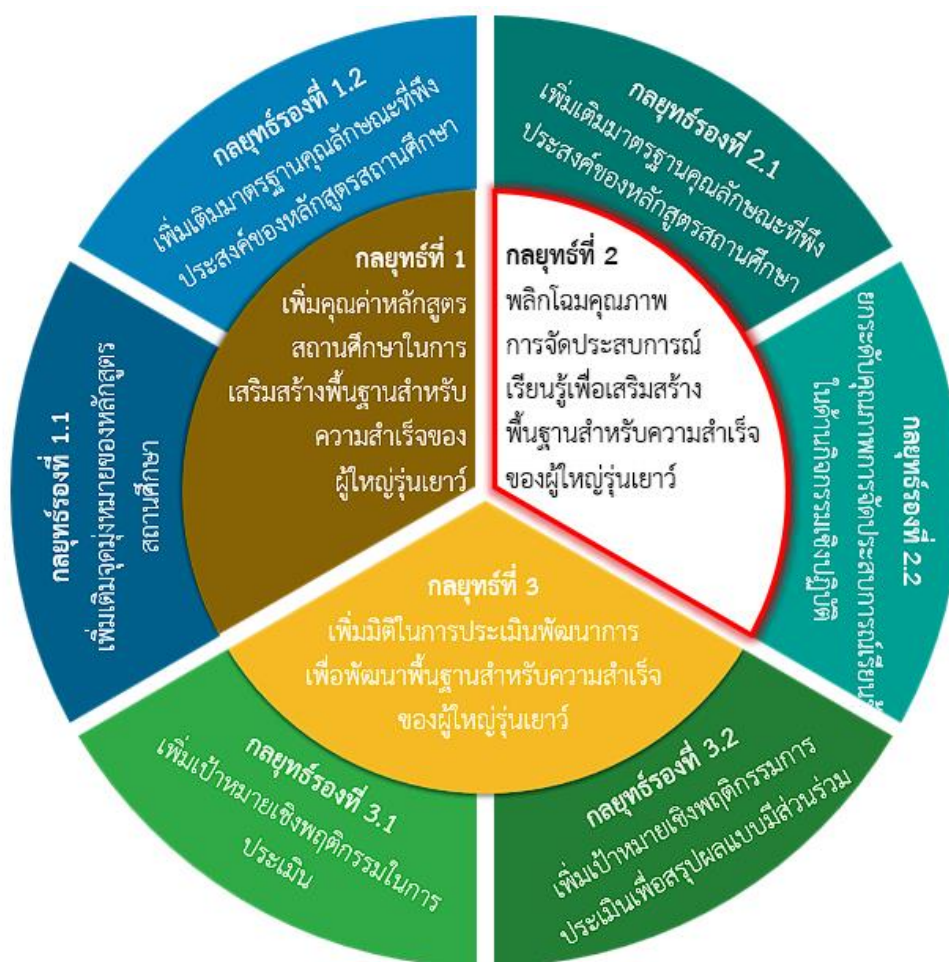 กลยุทธ์รองที่ 1.2
เพิ่มเติมมาตรฐานคุณลักษณะที่พึง
ประสงค์ของหลักสูตรสถานศึกษา
กลยุทธ์รองที่ 2.1
เพิ่มเติมมาตรฐานคุณลักษณะที่พึง
ประสงค์ของหลักสูตรสถานศึกษา
กลยุทธ์ที่ 1
เพิ่มคุณค่าหลักสูตร
สถานศึกษาในการ
เสริมสร้างพื้นฐานสำหรับ
ความสำเร็จของ
ผู้ใหญ่รุ่นเยาว์
กลยุทธ์ที่ 2
พลิกโฉมคุณภาพ
การจัดประสบการณ์
เรียนรู้เพื่อเสริมสร้าง
พื้นฐานสำหรับความสำเร็จ
ของผู้ใหญ่รุ่นเยาว์
กลยุทธ์รองที่ 1.1
เพิ่มเติมจุดมุ่งหมายของหลักสูตร
สถานศึกษา
กลยุทธ์รองที่ 2.2
ยกระดับคุณภาพการจัดประสบการณ์เรียนรู้
ในด้านกิจกรรมเชิงปฏิบัติ
กลยุทธ์ที่ 3
เพิ่มมิติในการประเมินพัฒนาการ
เพื่อพัฒนาพื้นฐานสำหรับความสำเร็จ
ของผู้ใหญ่รุ่นเยาว์
กลยุทธ์รองที่ 3.1
เพิ่มเป้าหมายเชิงพฤติกรรมในการ
ประเมิน
กลยุทธ์รองที่ 3.2
เพิ่มเป้าหมายเชิงพฤติกรรมการ
ประเมินเพื่อสรุปผลแบบมีส่วนร่วม